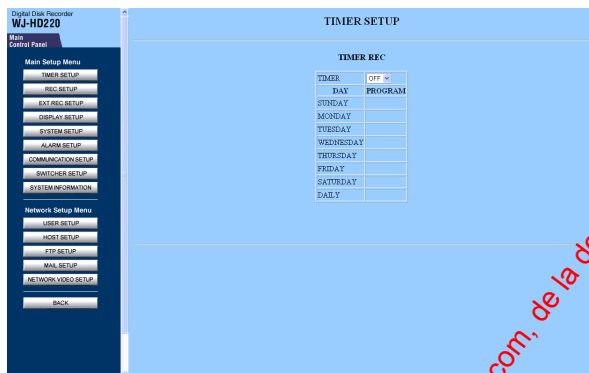 Digital Disk Recorder
WJ-HD220
Main
Control Panel
Main Setup Menu
TIMER SETUP
REC SETUP
EXT REC SETUP
DISPLAY SETUP
SYSTEM SETUP
ALARM SETUP
COMMUNICATION SETUP
SWITCHER SETUP
SYSTEM INFORMATION
Network Setup Menu
USER SETUP
HOST SETUP
FTP SETUP
MAIL SETUP
NETWORK VIDEO SETUP
BACK
TIMER SETUP
TIMER REC
TIMER OFF
DAY PROGRAM
SUNDAY
MONDAY
TUESDAY
WEDNESDAY
THURSDAY
FRIDAY
SATURDAY
DAILY
com, de la